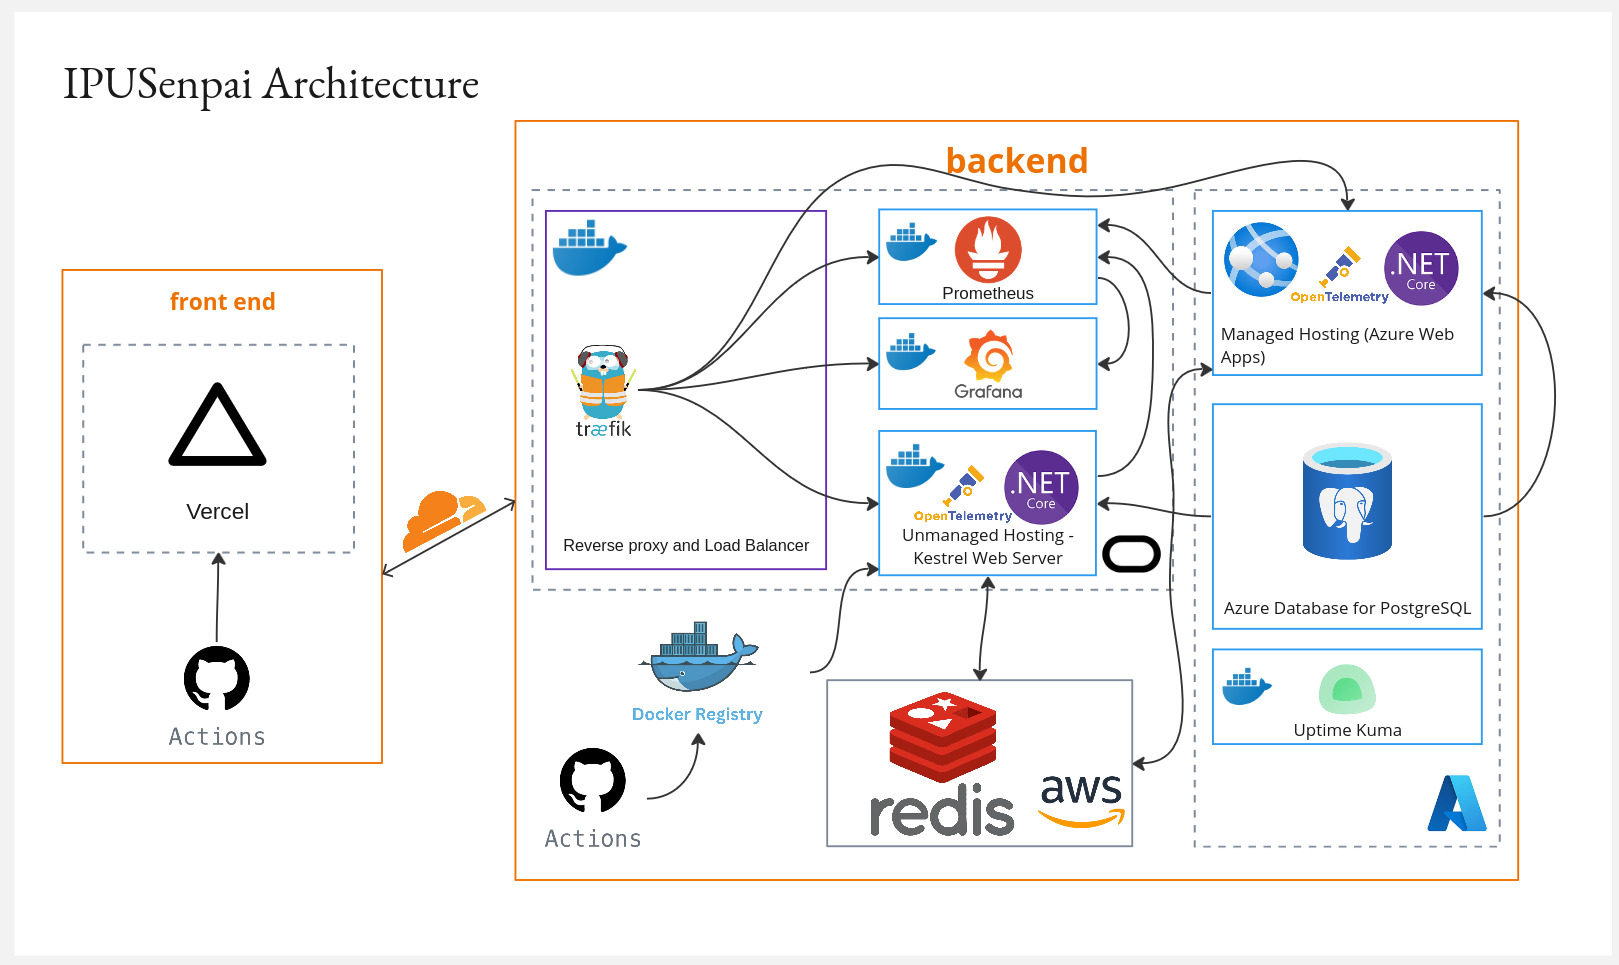 IPUSenpai Architecture
backend
front end
Vercel
Actions
træfik
Reverse proxy and Load Balancer
Prometheus
Grafana
OpenTelemetry
.NET
Core
Unmanaged Hosting -
Kestrel Web Server
OpenTelemetry
.NET
Core
Managed Hosting (Azure Web
Apps)
Azure Database for PostgreSQL
Uptime Kuma
Docker Registry
Actions
redis
aws